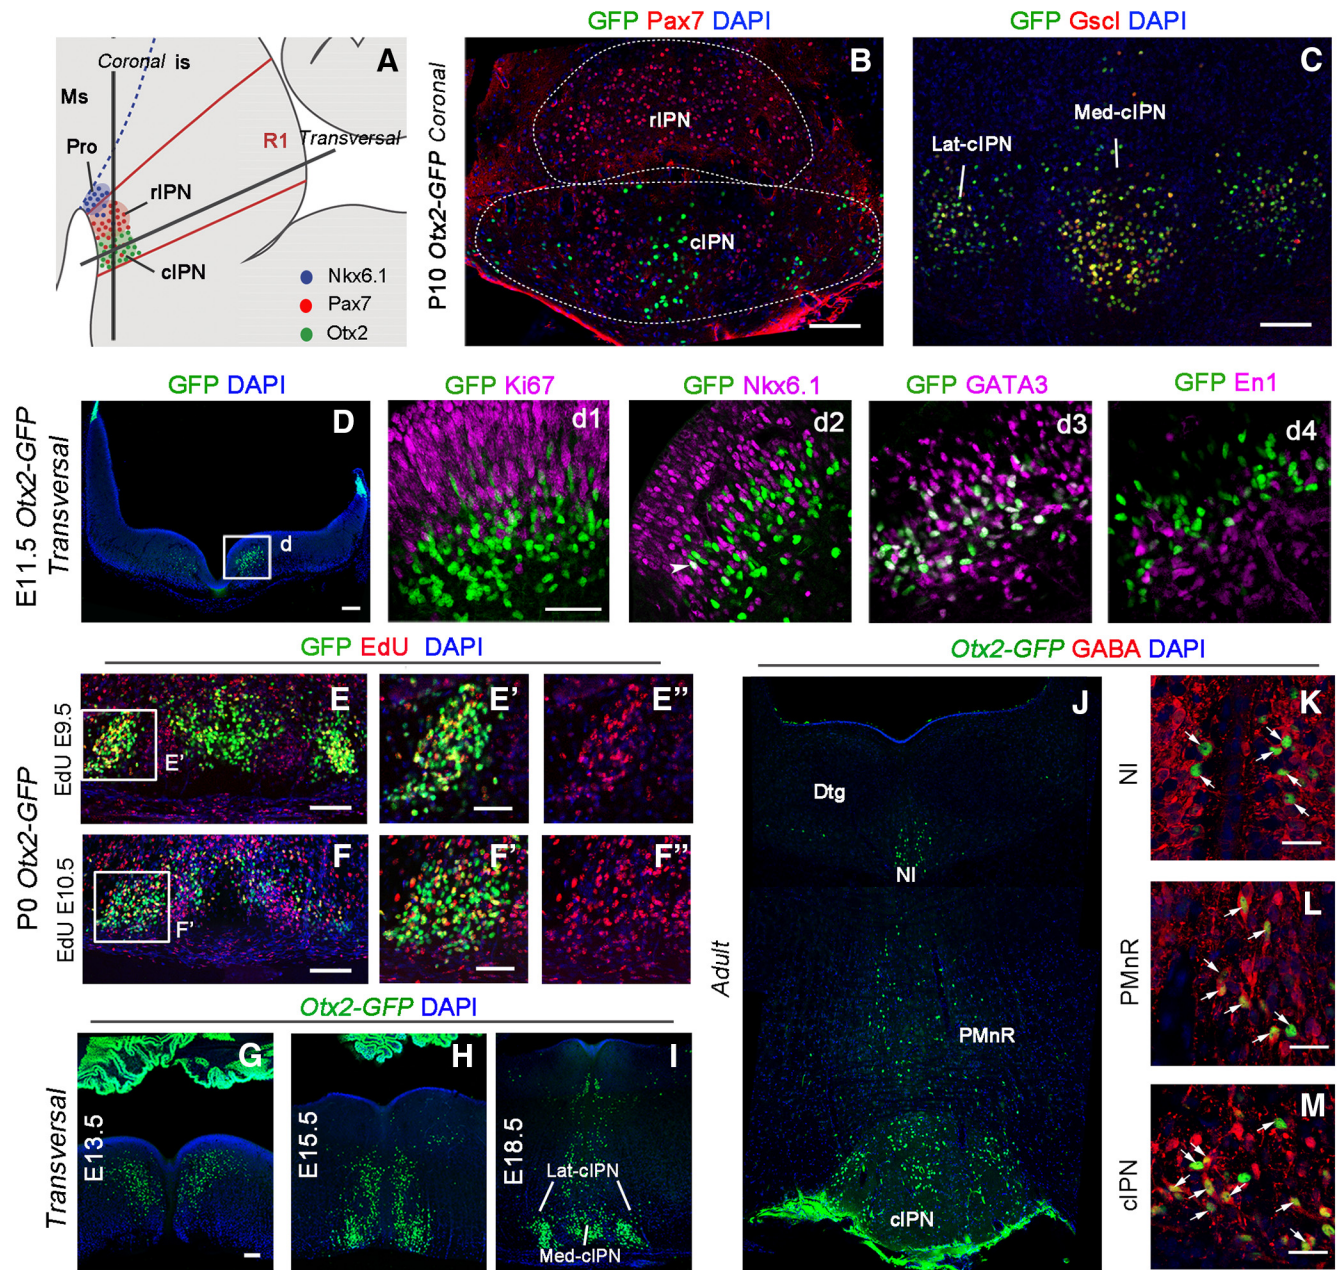 GFP Pax7 DAPI
GFP Gscl DAPI
A
Coronal is
Ms
Pro
R1
Transversal
rIPN
cIPN
Nkx6.1
Pax7
Otx2
P10 Otx2-GFP Coronal
B
rIPN
cIPN
C
Med-cIPN
Lat-cIPN
GFP DAPI
GFP Ki67
GFP Nkx6.1
GFP GATA3
GFP En1
E11.5 Otx2-GFP
Transversal
D
d
d1
d2
d3
d4
GFP EdU DAPI
P0 Otx2-GFP
EdU E9.5
E
E’
E’
E’’
EdU E10.5
F
F’
F’
F’’
Otx2-GFP DAPI
Transversal
G
E13.5
H
E15.5
I
E18.5
Lat-cIPN
Med-cIPN
Otx2-GFP GABA DAPI
Adult
J
Dtg
NI
PMnR
cIPN
NI
K
PMnR
L
cIPN
M